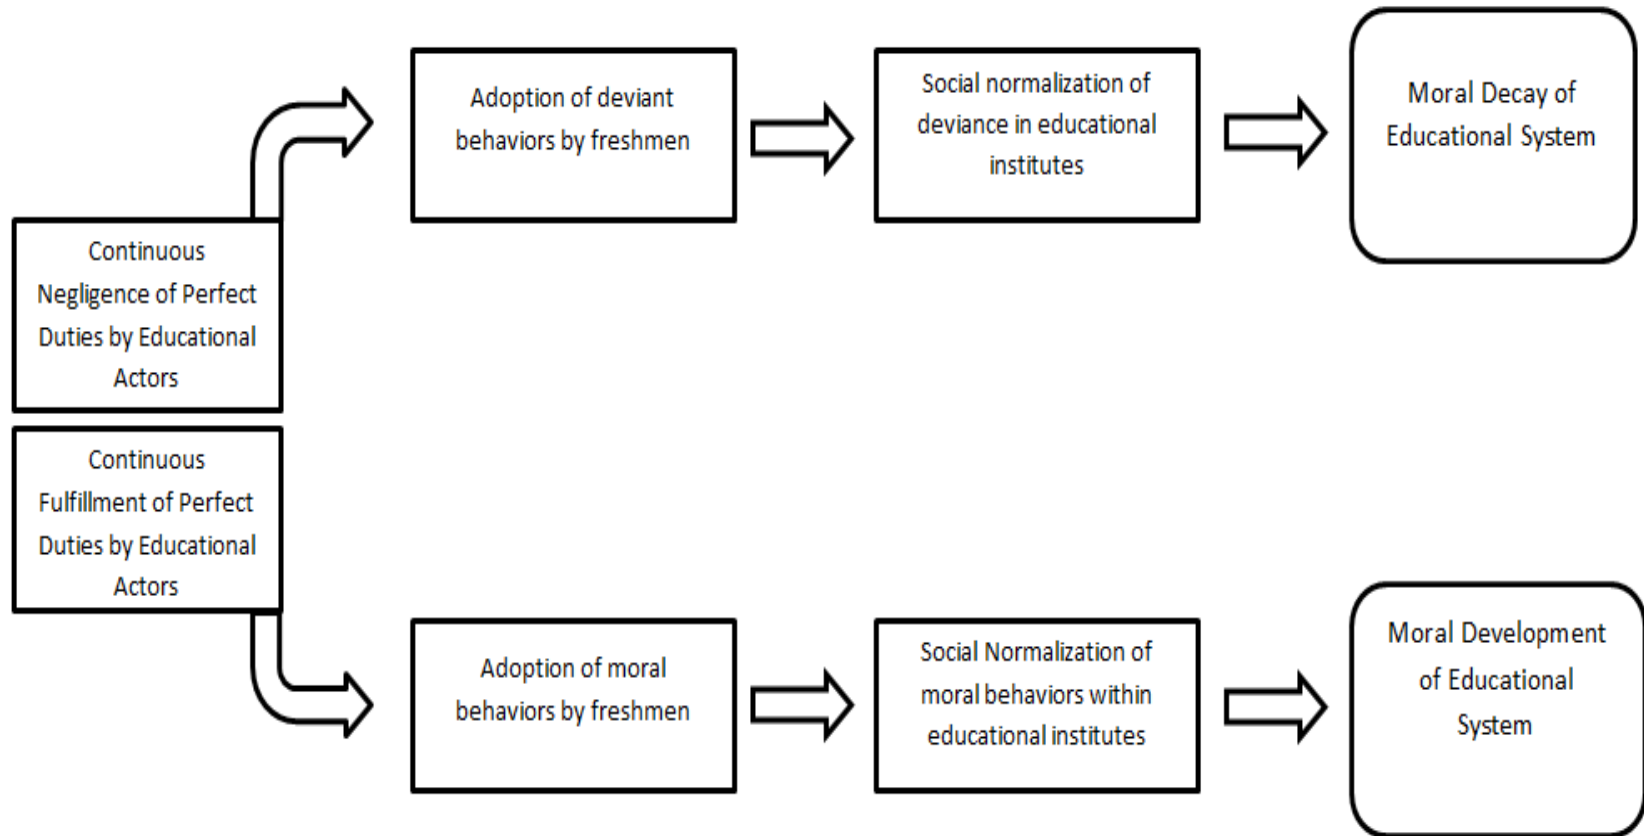 Adoption of deviant
behaviors by freshmen
Social normalization of
deviance in educational
institutes
Moral Decay of
Educational System
Continuous
Negligence of Perfect
Duties by Educational
Actors
Continuous
Fulfillment of Perfect
Duties by Educational
Actors
Adoption of moral
behaviors by freshmen
Social Normalization of
moral behaviors within
educational institutes
Moral Development
of Educational
System